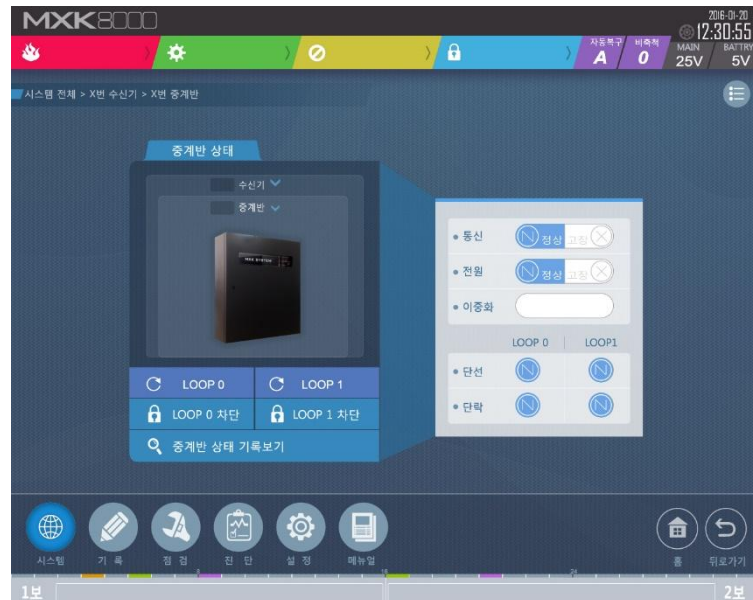 MXK8000
2016-01-20
12:30:55
자동복구
A
비축적
0
MAIN
25V
BATTRY
5V
시스템 전체 > X번 수신기 > X번 중계반
중계반 상태
수신기
중계반
MXK SYSTEM
통신 N 정상 고장
전원 N 정상 고장
이중화
LOOP 0 LOOP1
단선 N N
단락 N N
LOOP 0 LOOP 1
LOOP 0 차단 LOOP 1 차단
중계반 상태 기록보기
시스템 기 록 점 검 진 단 설 정 메뉴얼 홈 뒤로가기
8 16 24
1보 2보